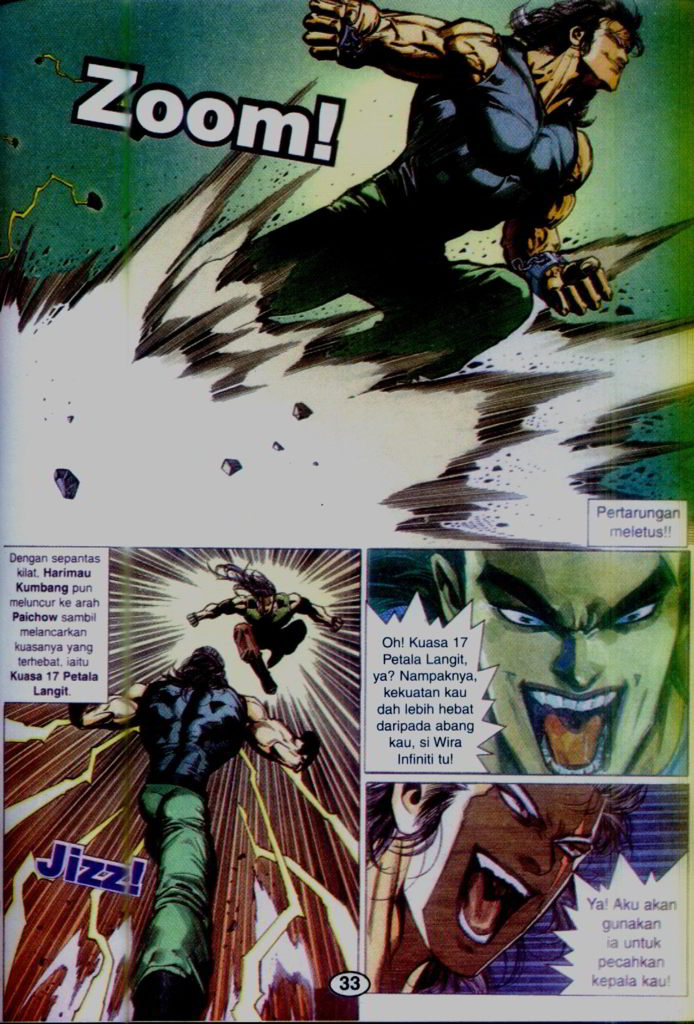 Zoom!
Pertarungan
meletus!!
Dengan sepantas
kilat, Harimau
Kumbang pun
meluncur ke arah
Paichow sambil
melancarkan
kuasanya yang
terhebat, iaitu
Kuasa 17 Petala
Langit.
Jizz!
Oh! Kuasa 17
Petala Langit,
ya? Nampaknya,
kekuatan kau
dah lebih hebat
daripada abang
kau, si Wira
Infiniti tu!
Ya! Aku akan
gunakan
ia untuk
pecahkan
kepala kau!
33